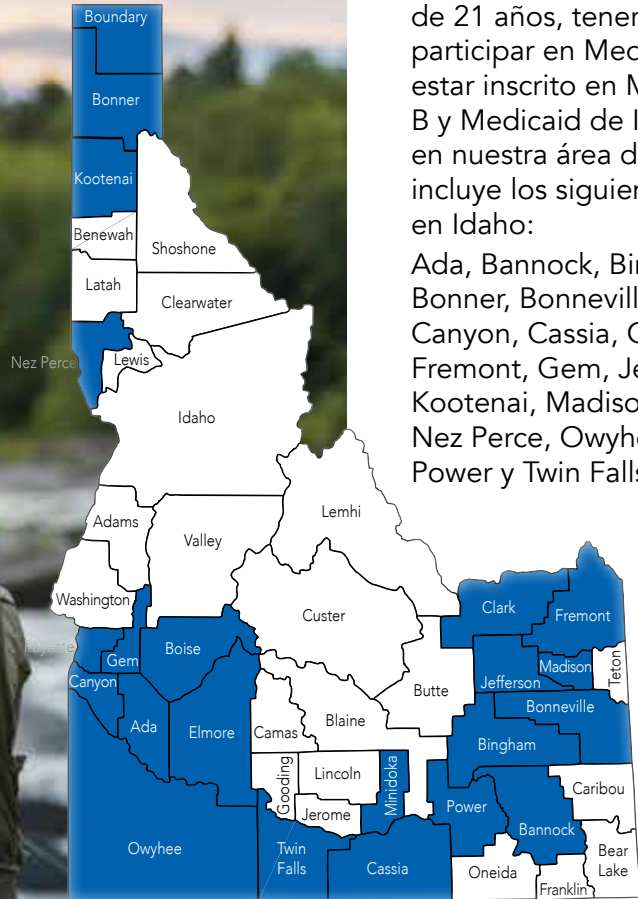 de 21 años, tener
participar en Med
estar inscrito en M
B y Medicaid de I
en nuestra área d
incluye los siguien
en Idaho:
Ada, Bannock, Bin
Bonner, Bonnevill
Canyon, Cassia, C
Fremont, Gem, Je
Kootenai, Madiso
Nez Perce, Owyhe
Power y Twin Falls
Boundary
Bonner
Kootenai
Benewah
Shoshone
Latah
Clearwater
Nez Perce
Lewis
Idaho
Adams
Valley
Lemhi
Washington
Custer
Clark
Fremont
Payette
Gem
Boise
Canyon
Ada
Elmore
Camas
Blaine
Butte
Jefferson
Madison
Teton
Bonneville
Bingham
Gooding
Lincoln
Jerome
Minidoka
Power
Bannock
Caribou
Owyhee
Twin
Falls
Cassia
Oneida
Franklin
Bear
Lake